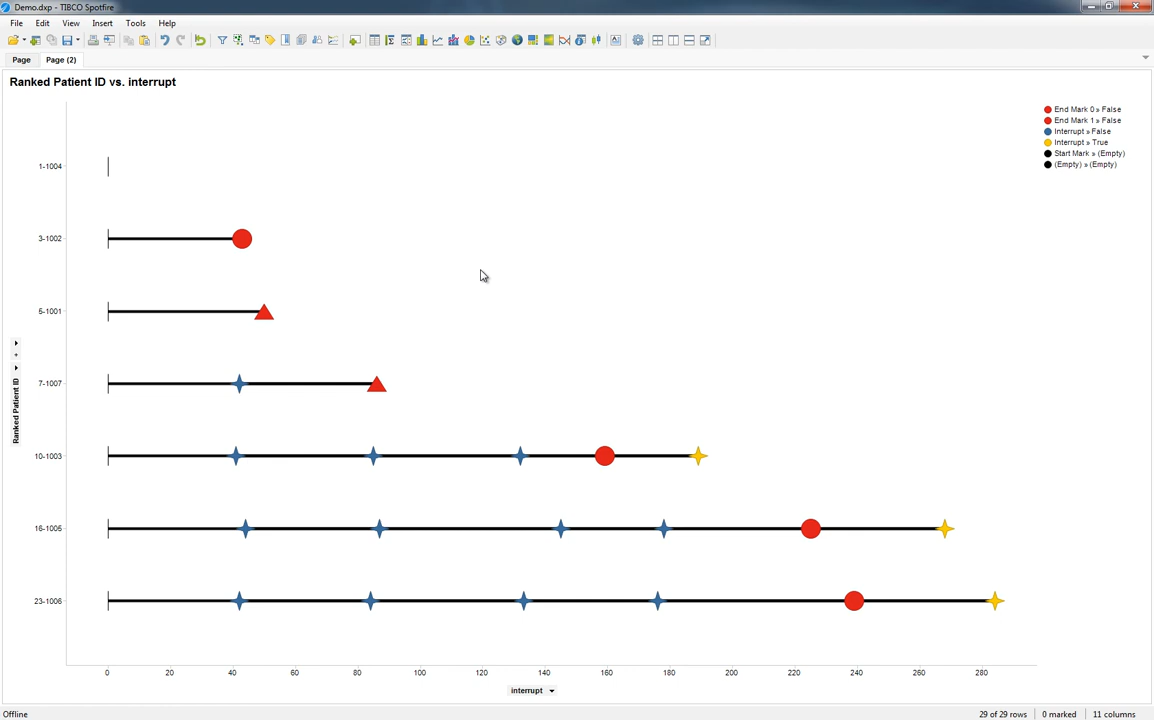 Demo.dxp - TIBCO Spotfire
File Edit View Insert Tools Help
Page Page (2)
Ranked Patient ID vs. interrupt
End Mark 0 » False
End Mark 1 » False
Interrupt » False
Interrupt » True
Start Mark » (Empty)
(Empty) » (Empty)
1-1004
3-1002
5-1001
7-1007
10-1003
16-1005
23-1006
+
Ranked Patient ID
0 20 40 60 80 100 120 140 160 180 200 220 240 260 280
interrupt
Offline 29 of 29 rows 0 marked 11 columns